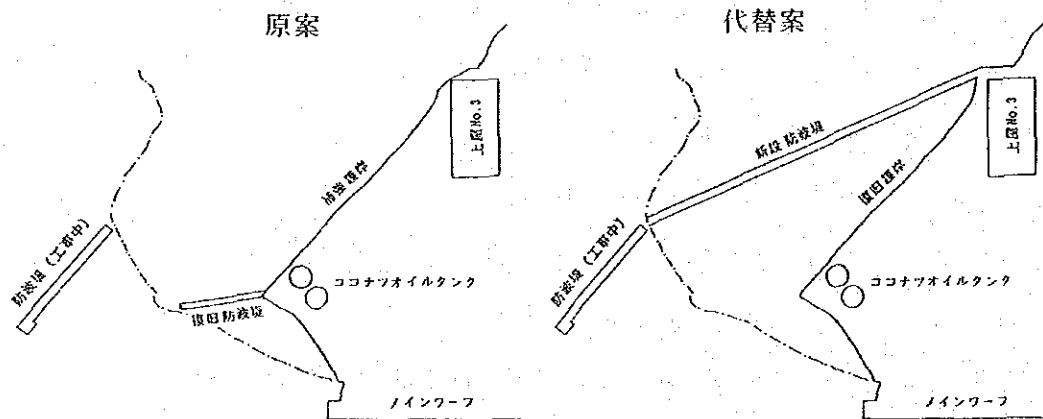 原案
上屋No.3
補強護岸
防波堤(工事中)
ココナツオイルタンク
復旧防波堤
メインワーフ
代替案
上屋No.3
新設防波堤
復旧護岸
防波堤(工事中)
ココナツオイルタンク
メインワーフ